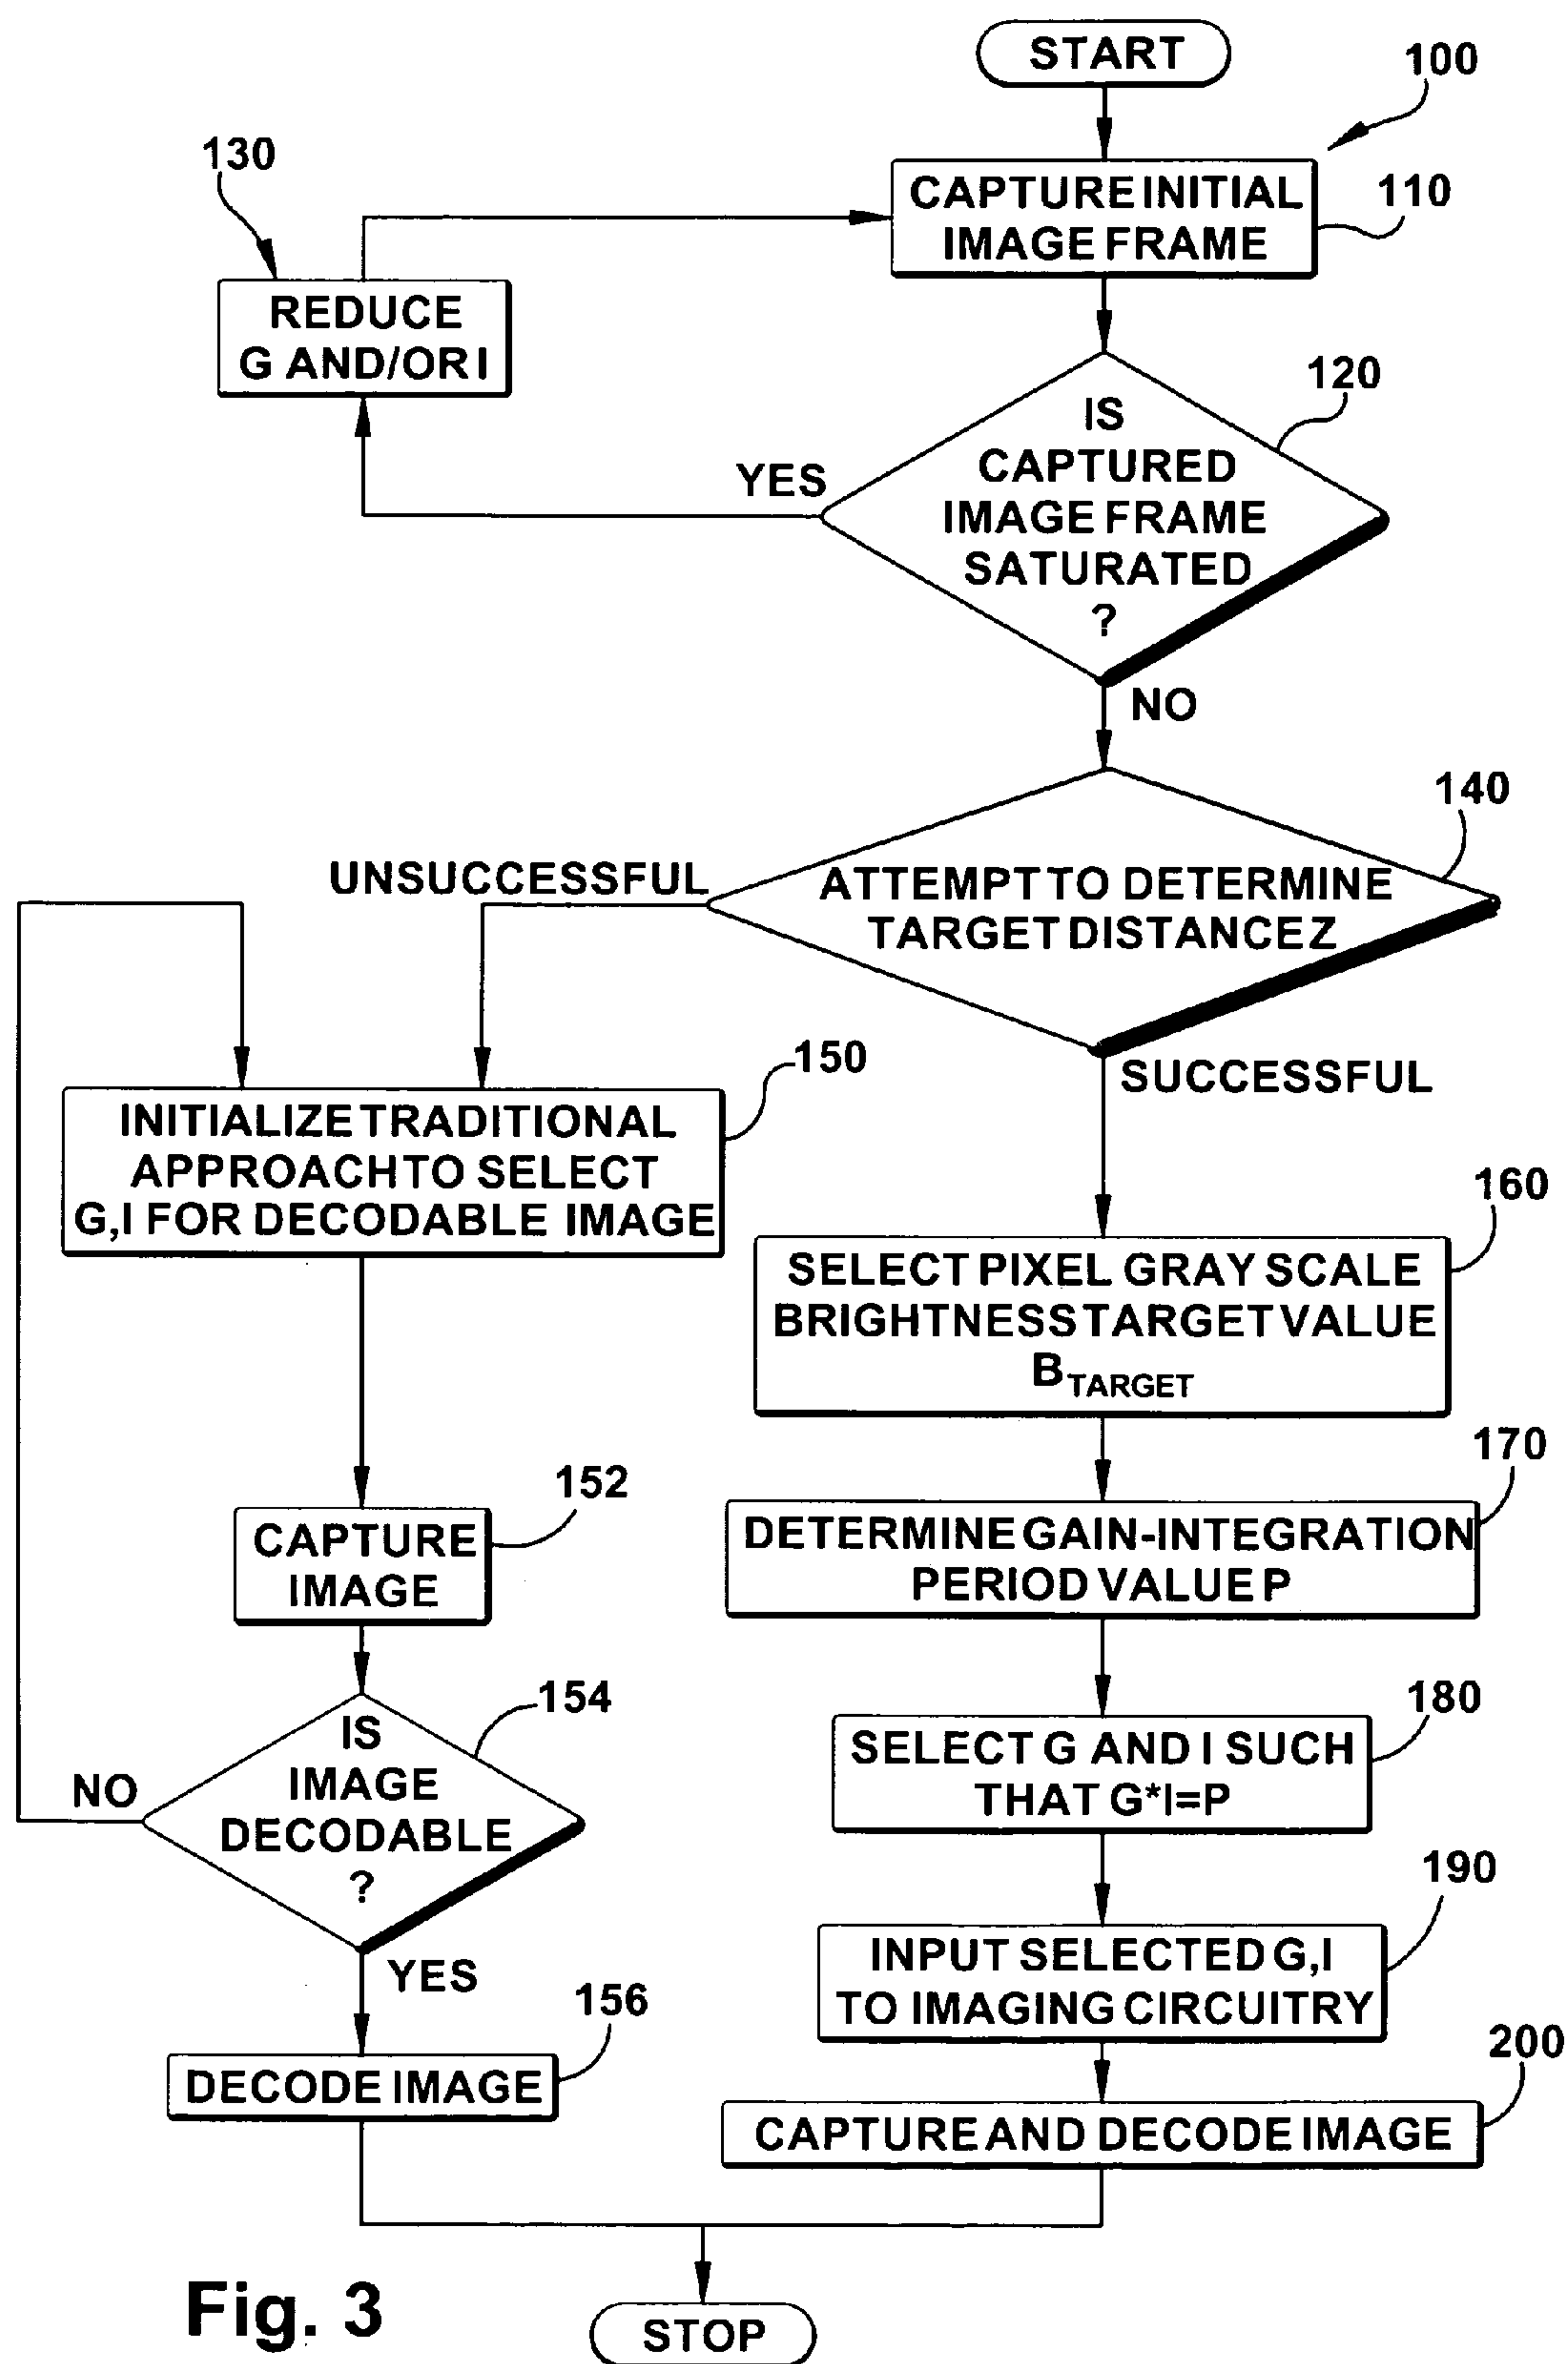 START
100
130
CAPTURE INITIAL
IMAGE FRAME
110
REDUCE
G AND/OR I
120
IS
CAPTURED
IMAGE FRAME
SATURATED
?
YES
NO
140
UNSUCCESSFUL
ATTEMPT TO DETERMINE
TARGET DISTANCE Z
SUCCESSFUL
150
INITIALIZE TRADITIONAL
APPROACH TO SELECT
G,I FOR DECODABLE IMAGE
160
SELECT PIXEL GRAY SCALE
BRIGHTNESS TARGET VALUE
B TARGET
170
152
CAPTURE
IMAGE
DETERMINE GAIN-INTEGRATION
PERIOD VALUE P
154
180
IS
IMAGE
DECODABLE
?
NO
SELECT G AND I SUCH
THAT G*I=P
190
YES
INPUT SELECTED G,I
TO IMAGING CIRCUITRY
156
200
DECODE IMAGE
CAPTURE AND DECODE IMAGE
Fig. 3
STOP